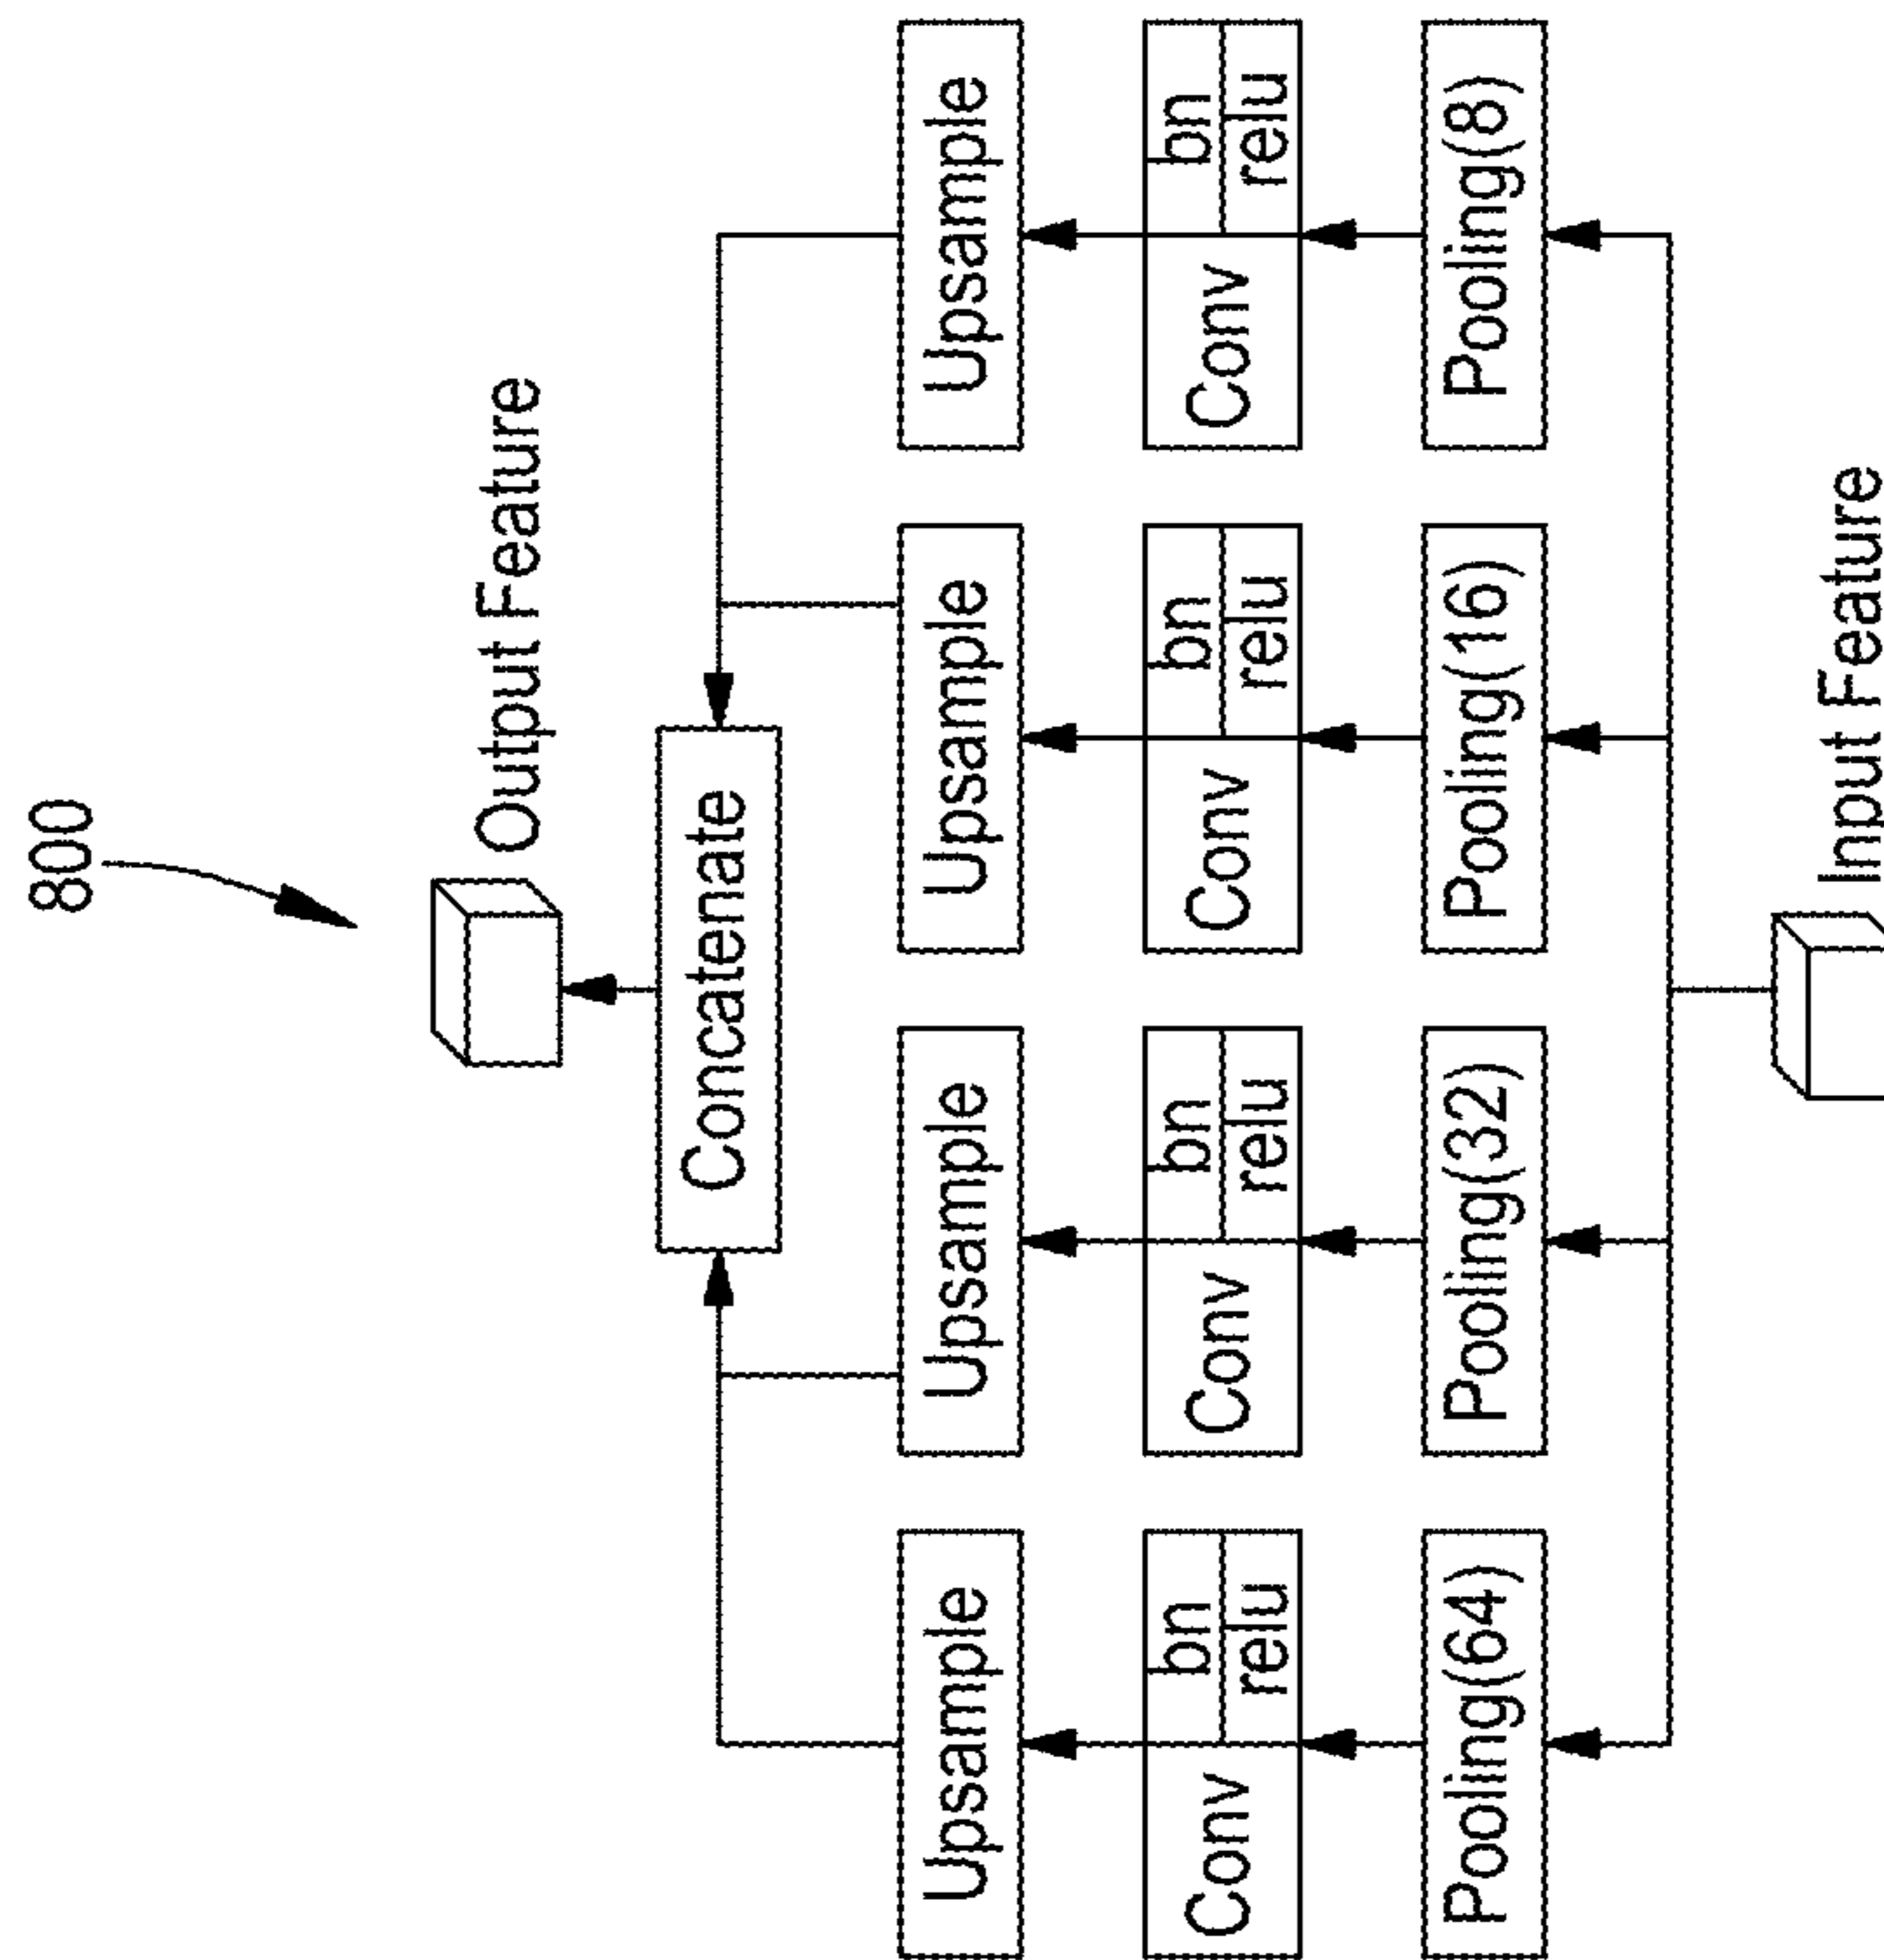 800
Output Feature
Concatenate
Upsample
Upsample
Upsample
Upsample
Conv
bn
relu
Conv
bn
relu
Conv
bn
relu
Conv
bn
relu
Pooling(64)
Pooling(32)
Pooling(16)
Pooling(8)
Input Feature